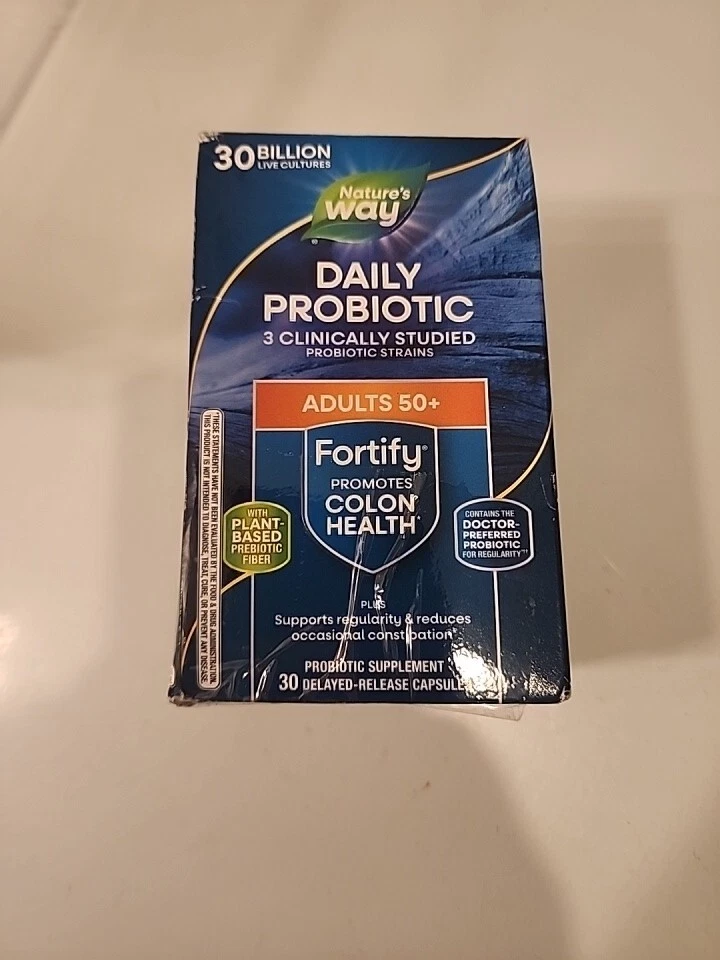 30 BILLION
LIVE CULTURES
Nature's
way
®
DAILY
PROBIOTIC
3 CLINICALLY STUDIED
PROBIOTIC STRAINS
ADULTS 50+
Fortify®
PROMOTES
COLON
HEALTH*
WITH
PLANT-
BASED
PREBIOTIC
FIBER
CONTAINS THE
DOCTOR-
PREFERRED
PROBIOTIC
FOR REGULARITY*†
PLUS
Supports regularity & reduces
occasional constipation*
PROBIOTIC SUPPLEMENT
30 DELAYED-RELEASE CAPSULES
*THESE STATEMENTS HAVE NOT BEEN EVALUATED BY THE FOOD & DRUG ADMINISTRATION.
THIS PRODUCT IS NOT INTENDED TO DIAGNOSE, TREAT, CURE, OR PREVENT ANY DISEASE.